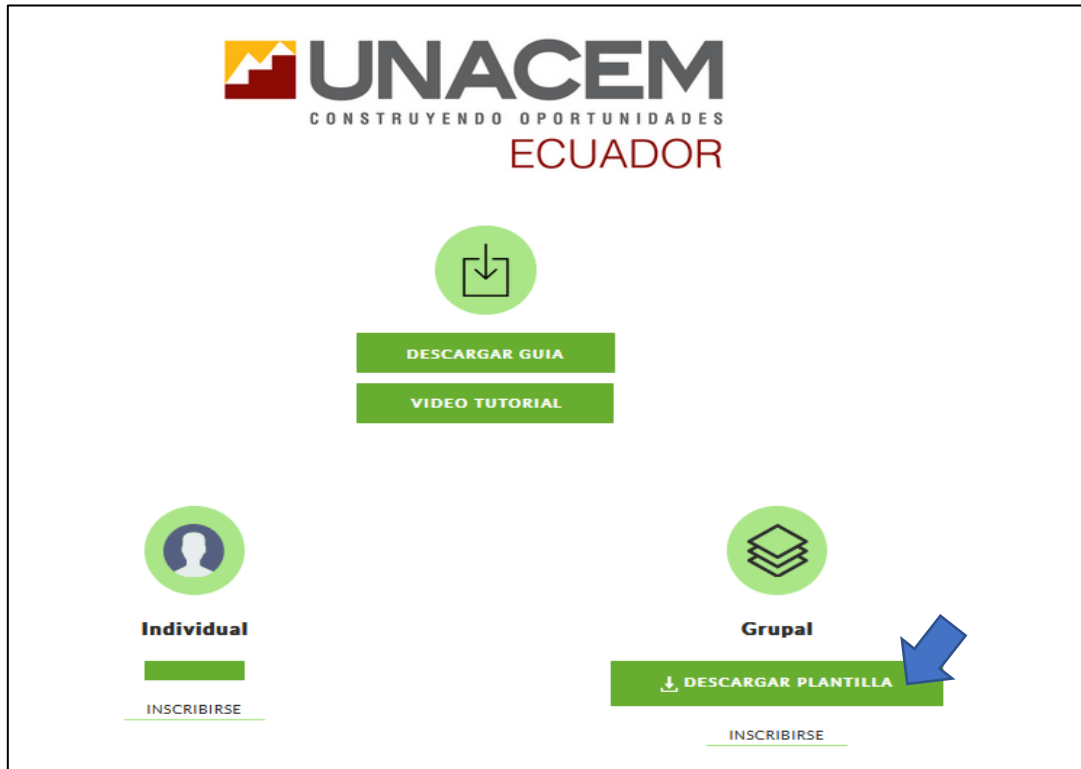 UNACEM
CONSTRUYENDO OPORTUNIDADES
ECUADOR
DESCARGAR GUIA
VIDEO TUTORIAL
Individual
INSCRIBIRSE
Grupal
DESCARGAR PLANTILLA
INSCRIBIRSE